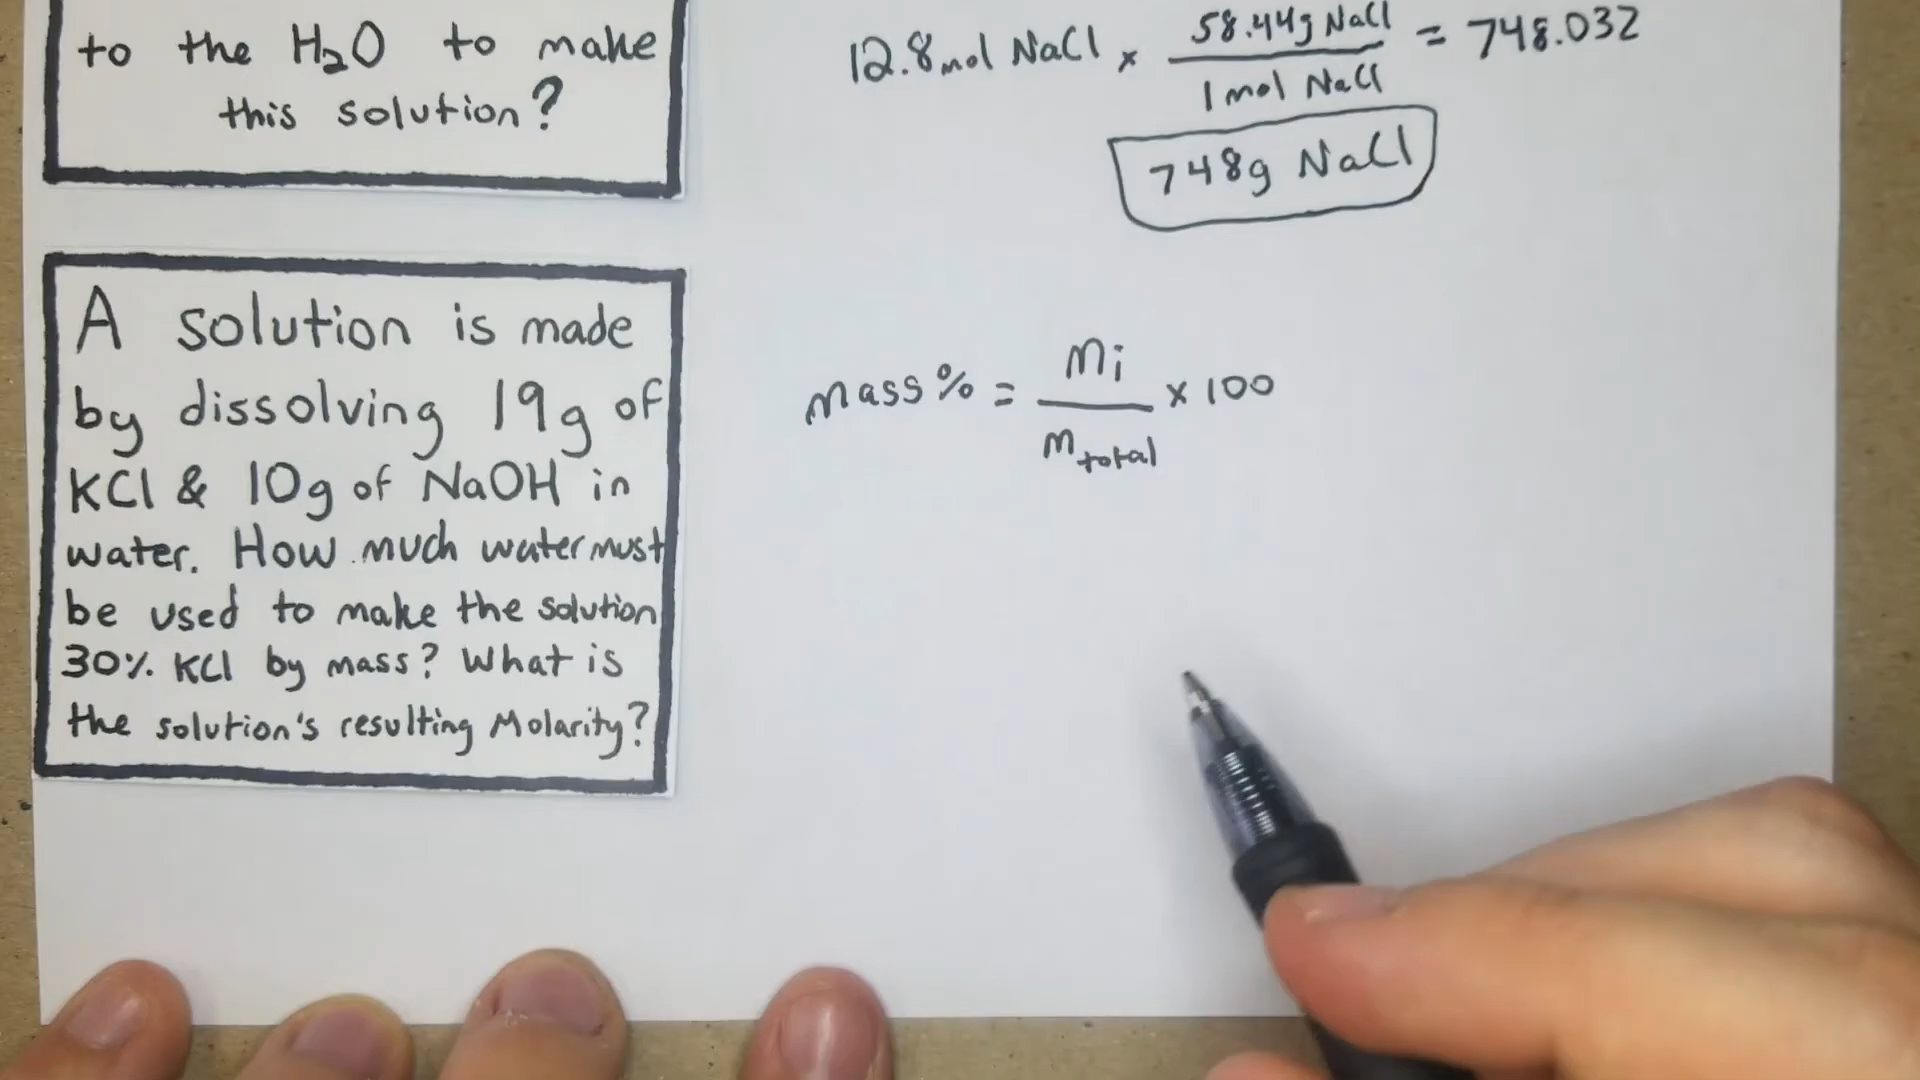 to the H₂O to make
this solution?
12.8mol NaCl x 58.44g NaCl / 1 mol NaCl = 748.032
748g NaCl
A solution is made
by dissolving 19g of
KCl & 10g of NaOH in
water. How much water must
be used to make the solution
30% KCl by mass? What is
the solution's resulting Molarity?
mass % = mi / mtotal x 100